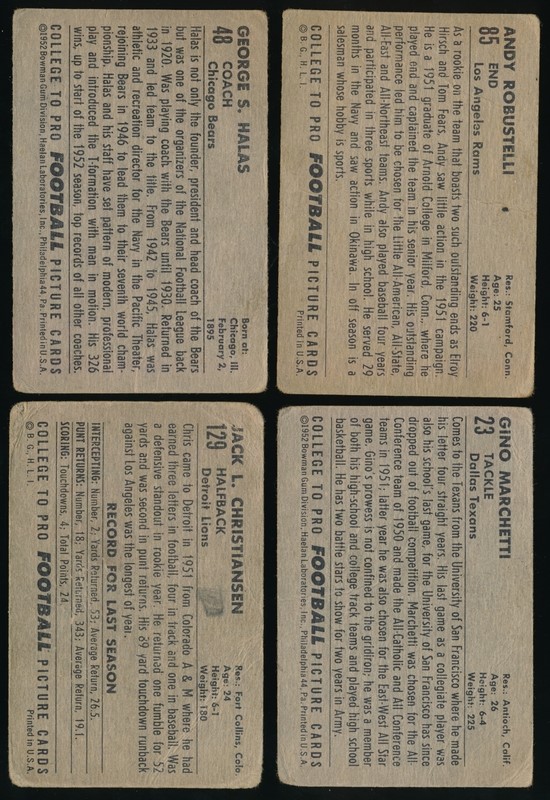 GEORGE S. HALAS
48 COACH
Chicago Bears
Born at:
Chicago, Ill.
February 2,
1895
Halas is not only the founder, president and head coach of the Bears
but was one of the organizers of the National Football League back
in 1920. Was playing coach with the Bears until 1930. Returned in
1933 and led team to the title. From 1942 to 1945, Halas was
athletic and recreation director for the Navy in the Pacific Theater,
rejoining Bears in 1946 to lead them to their seventh world cham-
pionship. Halas and his staff have set pattern of modern professional
play and introduced the T-formation with man in motion. His 326
wins, up to start of the 1952 season, top records of all other coaches.
COLLEGE TO PRO FOOTBALL PICTURE CARDS
©1952 Bowman Gum Division, Haelan Laboratories, Inc., Philadelphia 44, Pa. Printed in U.S.A.
ANDY ROBUSTELLI
85 END
Los Angeles Rams
Res.: Stamford, Conn.
Age: 25
Height: 6-1
Weight: 220
As a rookie on the team that boasts two such outstanding ends as Elroy
Hirsch and Tom Fears, Andy saw little action in the 1951 campaign.
He is a 1951 graduate of Arnold College in Milford, Conn., where he
played end and captained the team in his senior year. His outstanding
performance led him to be chosen for the Little All-American, All-State,
All-East and All-Northeast teams. Andy also played baseball four years
and participated in three sports while in high school. He served 29
months in the Navy and saw action in Okinawa. In off season is a
salesman whose hobby is sports.
COLLEGE TO PRO FOOTBALL PICTURE CARDS
© B. G. H. L. I. Printed in U.S.A.
JACK L. CHRISTIANSEN
129 HALFBACK
Detroit Lions
Res.: Fort Collins, Colo.
Age: 24
Height: 6-1
Weight: 180
Chris came to Detroit in 1951 from Colorado A & M where he had
earned three letters in football, four in track and one in baseball. Was
a defensive standout in rookie year. He returned one fumble for 52
yards and was second in punt returns. His 89 yard touchdown runback
against Los Angeles was the longest of year.
RECORD FOR LAST SEASON
INTERCEPTING: Number, 2; Yards Returned, 53; Average Return, 26.5.
PUNT RETURNS: Number, 18; Yards Returned, 343; Average Return, 19.1.
SCORING: Touchdowns, 4; Total Points, 24
COLLEGE TO PRO FOOTBALL PICTURE CARDS
© B. G. H. L. I. Printed in U.S.A.
GINO MARCHETTI
23 TACKLE
Dallas Texans
Res.: Antioch, Calif.
Age: 26
Height: 6-4
Weight: 225
Comes to the Texans from the University of San Francisco where he made
his letter four straight years. His last game as a collegiate player was
also his school's last game, for the University of San Francisco has since
dropped out of football competition. Marchetti was chosen for the All-
Conference team of 1950 and made the All-Catholic and All Conference
teams in 1951; latter year he was also chosen for the East-West All Star
game. Gino's prowess is not confined to the gridiron; he was a member
of both his high-school and college track teams and played high school
basketball. He has two battle stars to show for two years in Army.
COLLEGE TO PRO FOOTBALL PICTURE CARDS
©1952 Bowman Gum Division, Haelan Laboratories, Inc., Philadelphia 44, Pa. Printed in U.S.A.